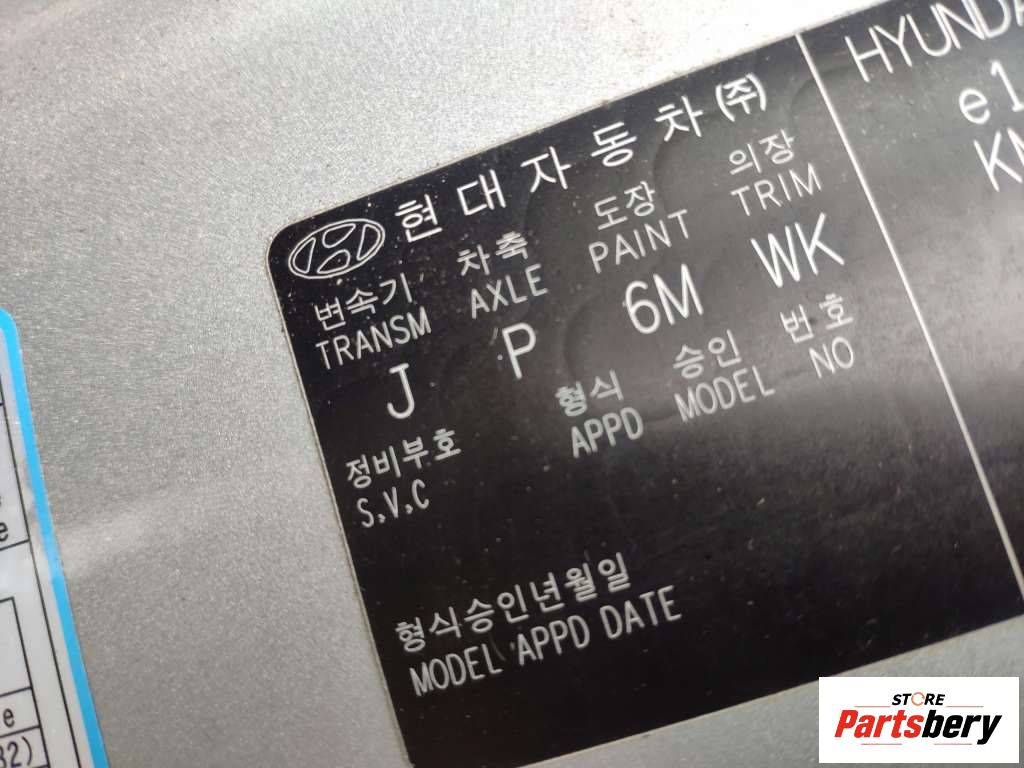 현대자동차(주)
변속기 차축 도장 의장
TRANSM AXLE PAINT TRIM
J P 6M WK
정비부호 형식 승인 번호
S.V.C APPD MODEL NO
형식승인년월일
MODEL APPD DATE
HYUNDA
e1
KM
e
e
32)
STORE
Partsbery